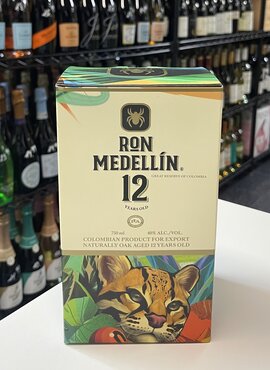 RON
MEDELLÍN
GREAT RESERVE OF COLOMBIA
12
YEARS OLD
750 ml 40% ALC./VOL.
COLOMBIAN PRODUCT FOR EXPORT
NATURALLY OAK AGED 12 YEARS OLD